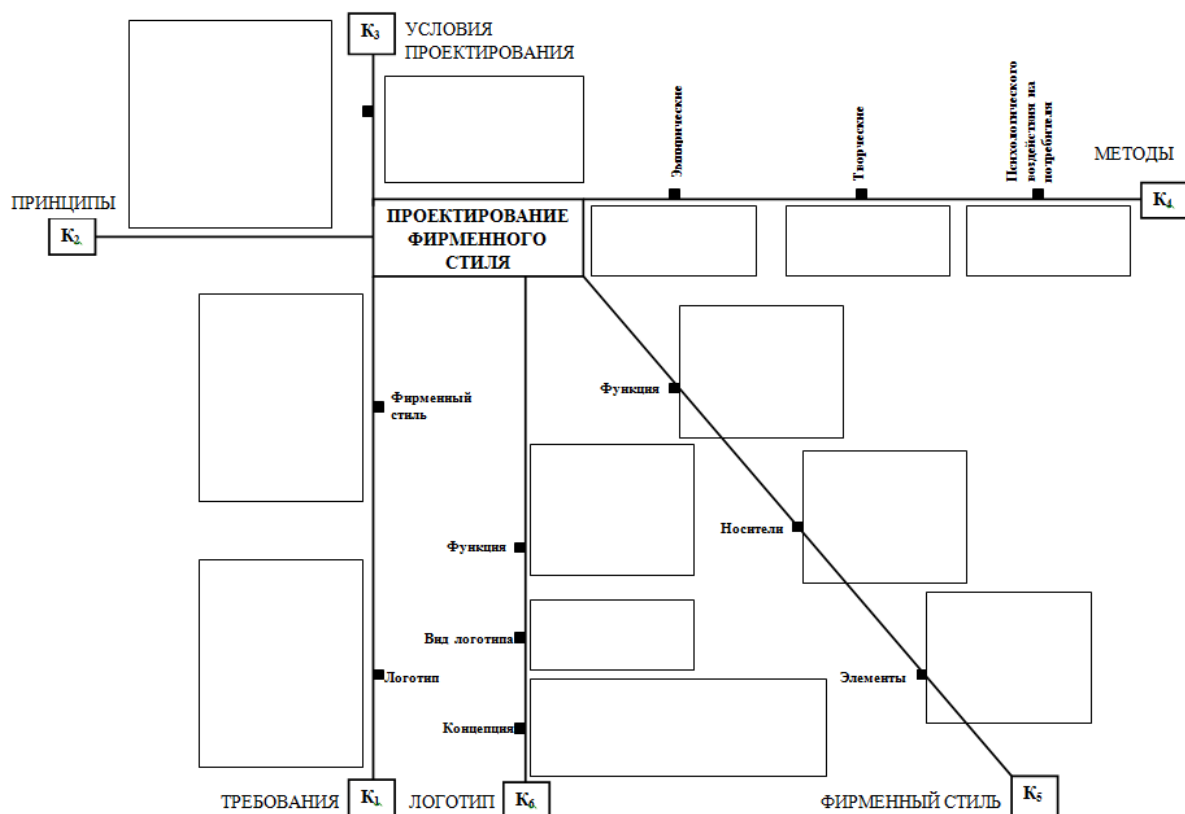 К3
УСЛОВИЯ
ПРОЕКТИРОВАНИЯ
Эмпирические
Творческие
Психологического
воздействия на
потребителя
МЕТОДЫ
К4.
ПРИНЦИПЫ
К2.
ПРОЕКТИРОВАНИЕ
ФИРМЕННОГО
СТИЛЯ
Функция
Фирменный
стиль
Носители
Функция
Вид логотипа
Логотип
Элементы
Концепция
ТРЕБОВАНИЯ
К1.
ЛОГОТИП
К6.
ФИРМЕННЫЙ СТИЛЬ
К5